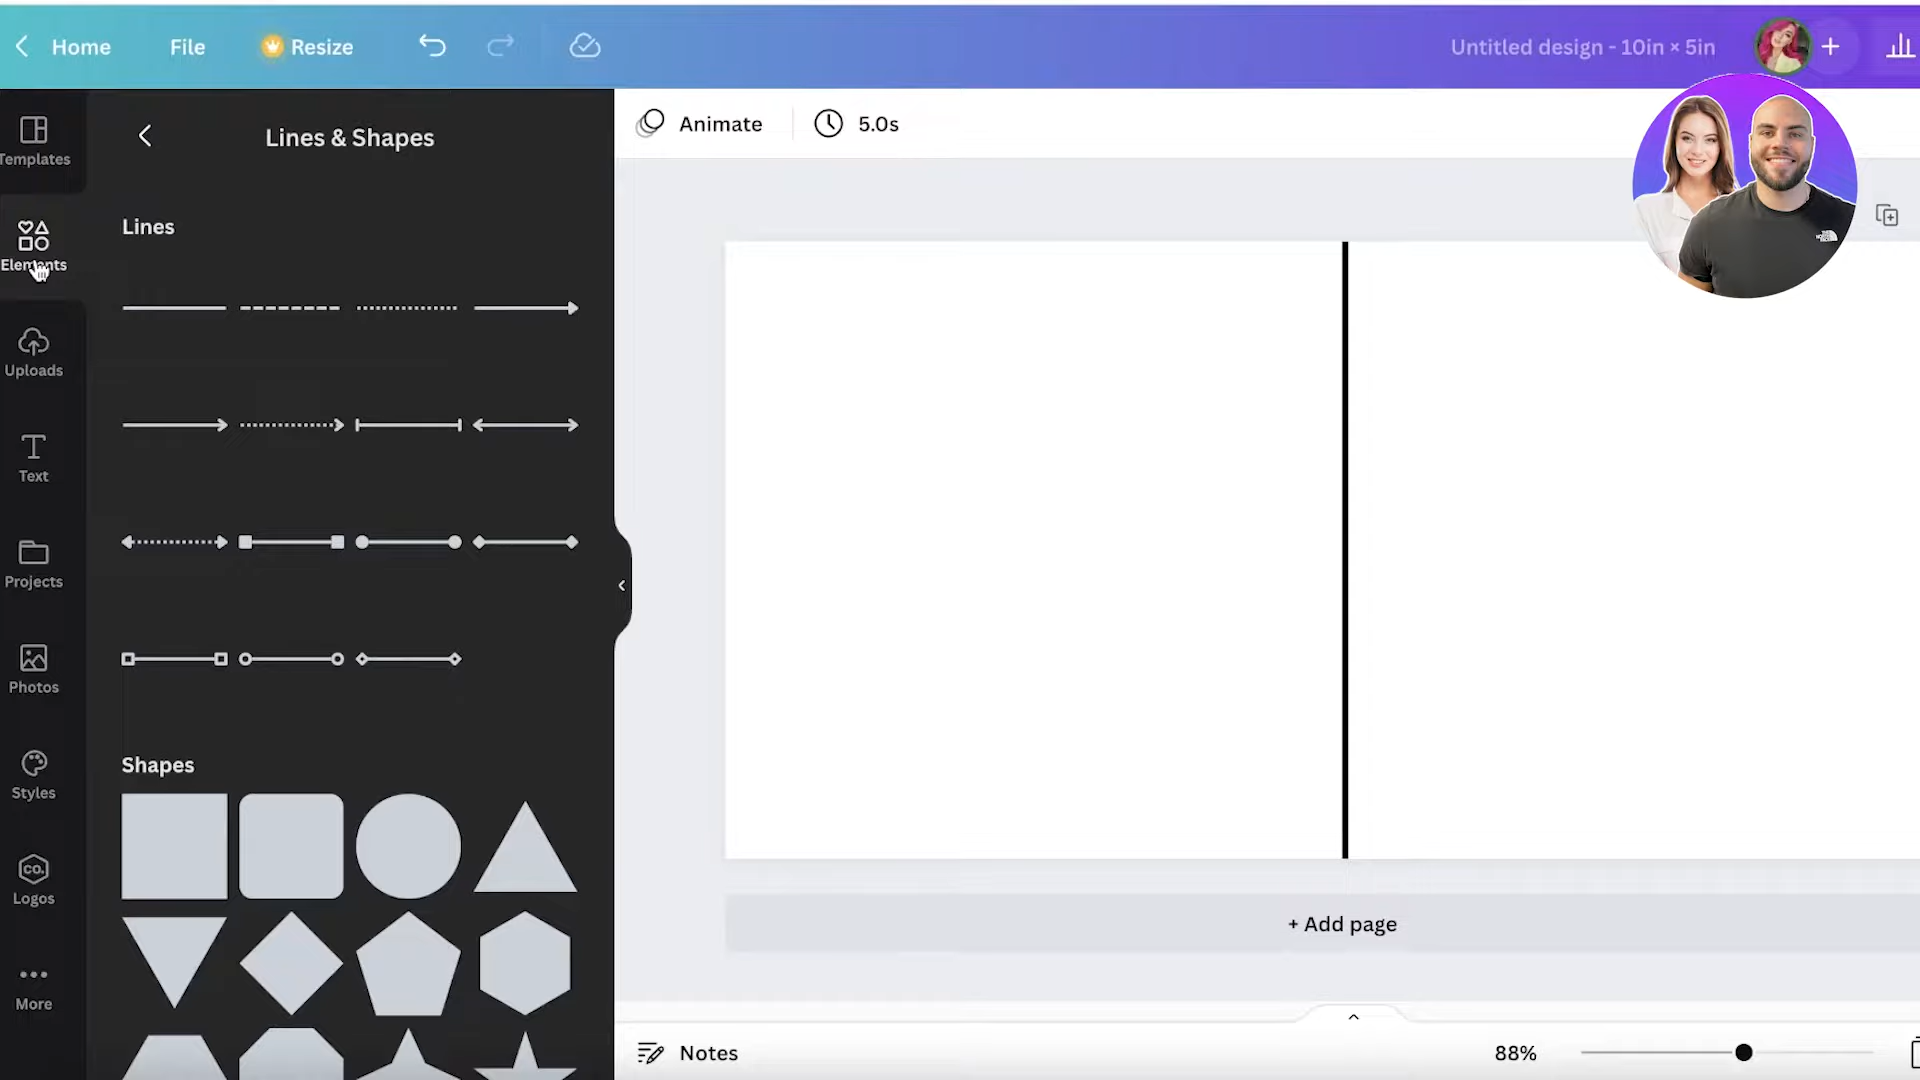 Home File Resize Untitled design - 10in × 5in
Templates
Elements
Uploads
Text
Projects
Photos
Styles
CO.
Logos
More
Lines & Shapes
Lines
Shapes
Animate 5.0s
+ Add page
Notes 88%